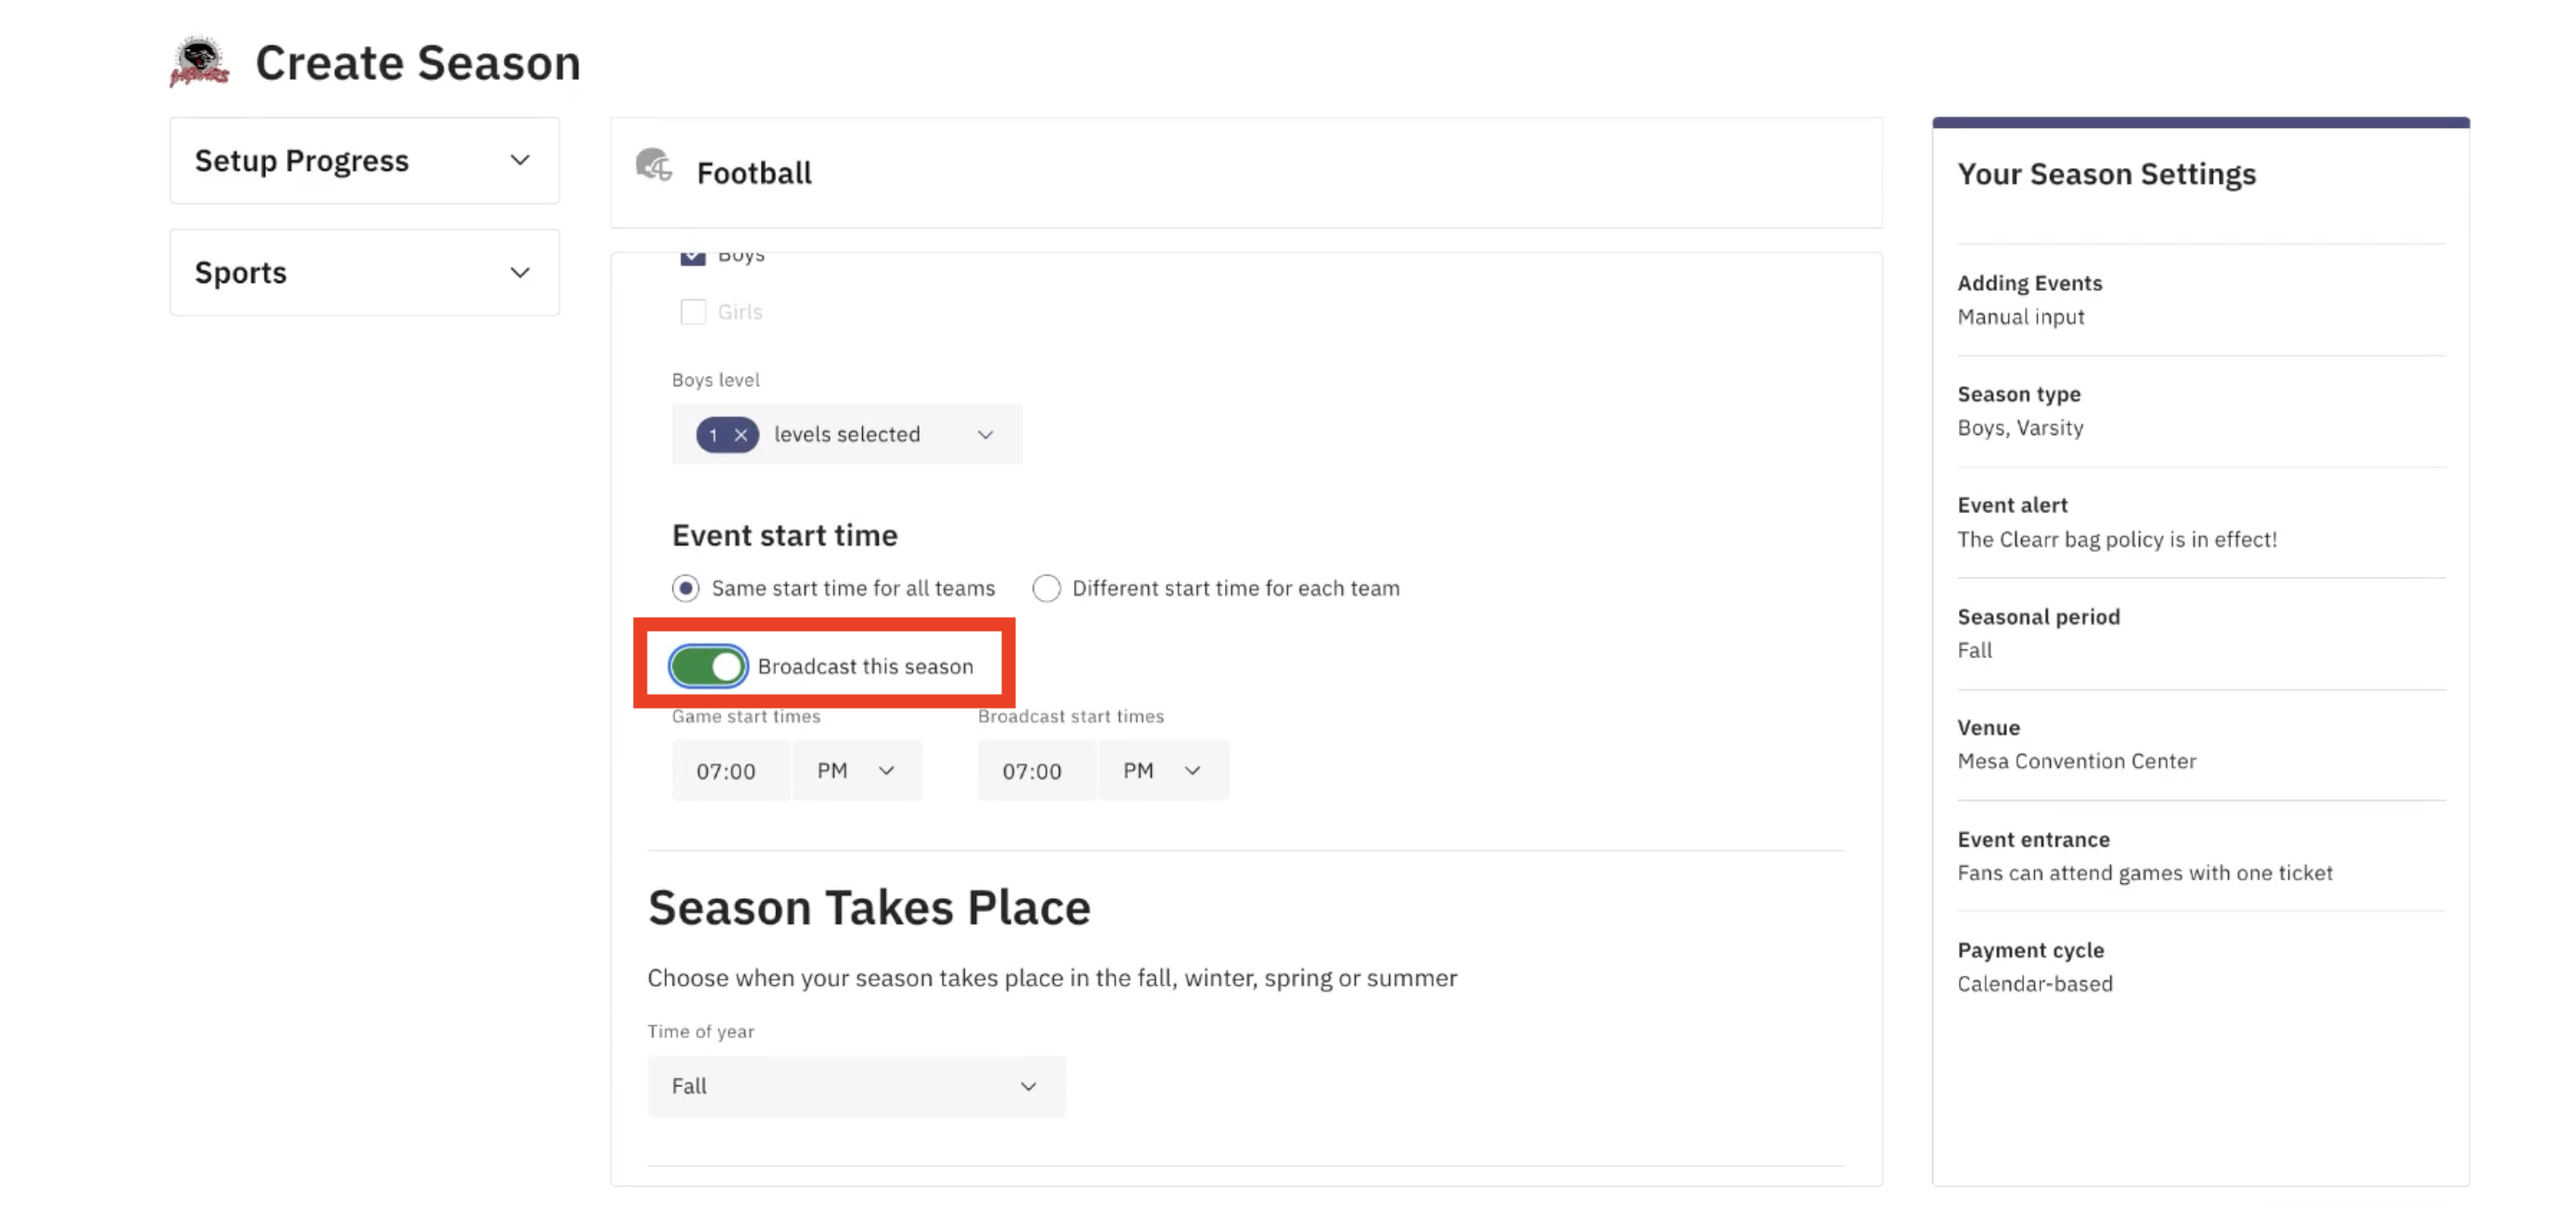 Create Season
Setup Progress
Sports
Football
Boys
Girls
Boys level
1 levels selected
Event start time
Same start time for all teams Different start time for each team
Broadcast this season
Game start times Broadcast start times
07:00 PM 07:00 PM
Season Takes Place
Choose when your season takes place in the fall, winter, spring or summer
Time of year
Fall
Your Season Settings
Adding Events
Manual input
Season type
Boys, Varsity
Event alert
The Clearr bag policy is in effect!
Seasonal period
Fall
Venue
Mesa Convention Center
Event entrance
Fans can attend games with one ticket
Payment cycle
Calendar-based